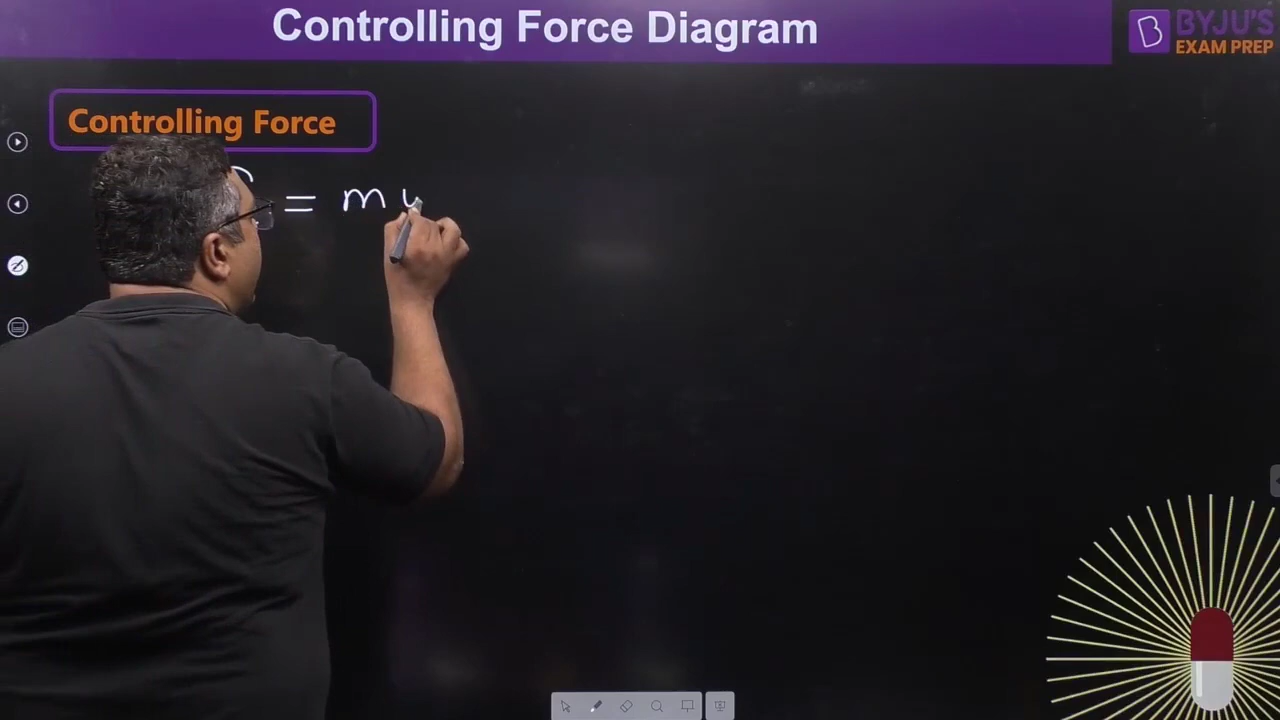 Controlling Force Diagram
BYJU'S
EXAM PREP
Controlling Force
= m